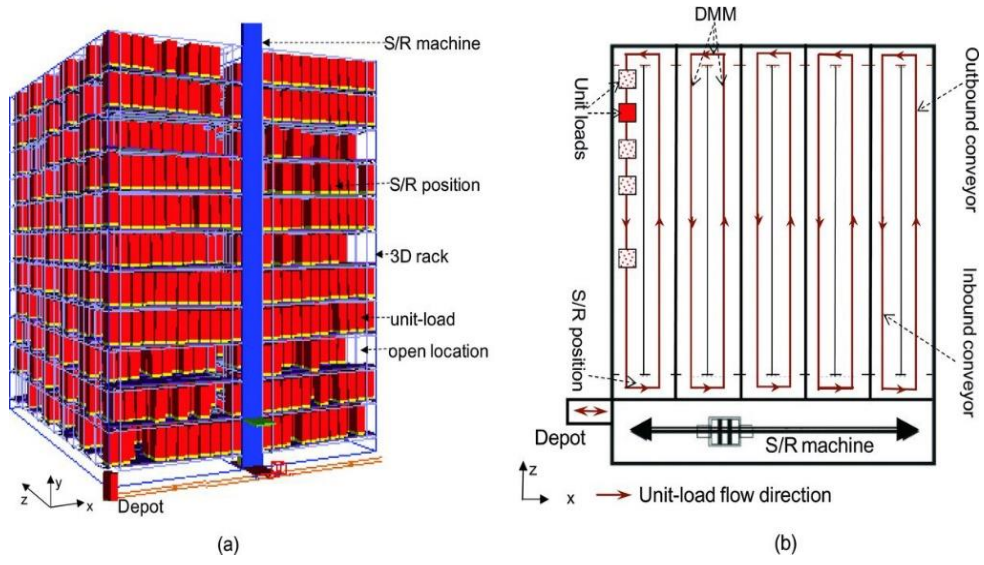 S/R machine
S/R position
3D rack
unit-load
open location
y
z
x
Depot
(a)
DMM
Unit loads
Outbound conveyor
Inbound conveyor
S/R position
Depot
S/R machine
z
x
Unit-load flow direction
(b)